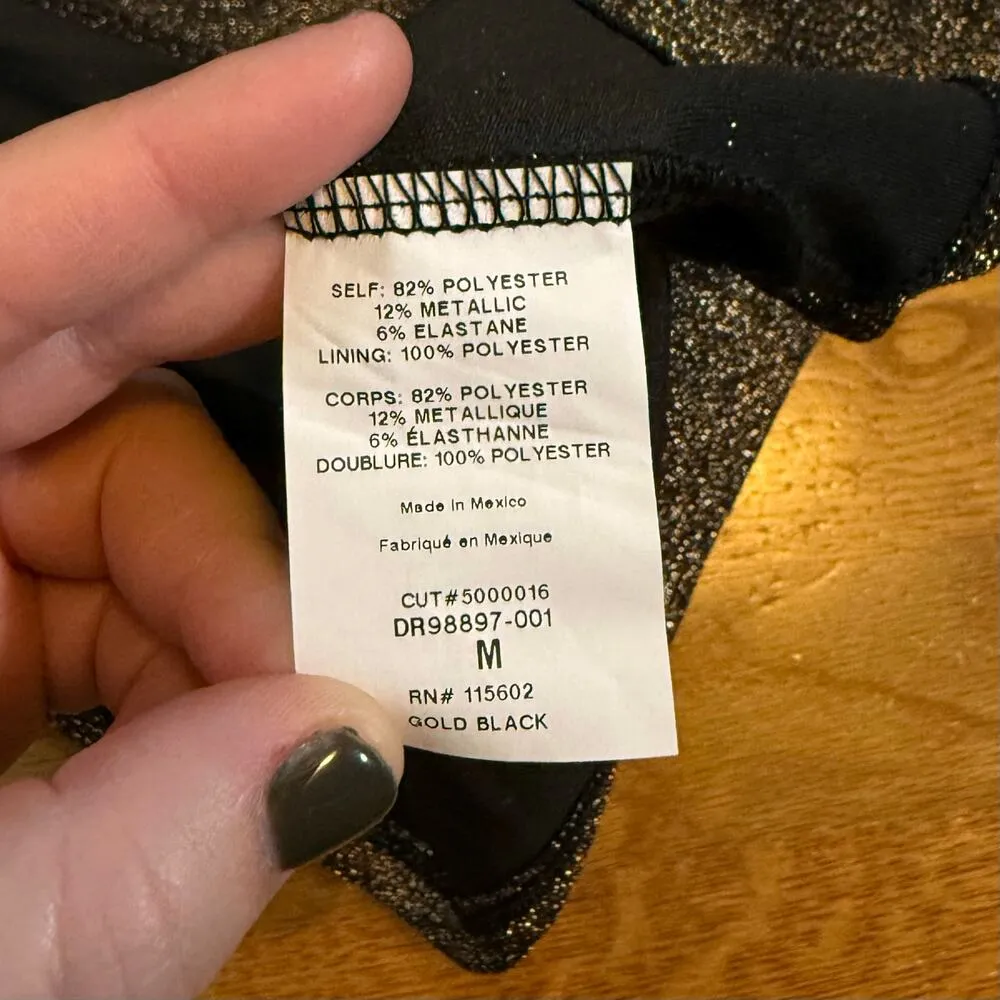 SELF: 82% POLYESTER
12% METALLIC
6% ELASTANE
LINING: 100% POLYESTER
CORPS: 82% POLYESTER
12% METALLIQUE
6% ÉLASTHANNE
DOUBLURE: 100% POLYESTER
Made In Mexico
Fabriqué en Mexique
CUT#5000016
DR98897-001
M
RN# 115602
GOLD BLACK